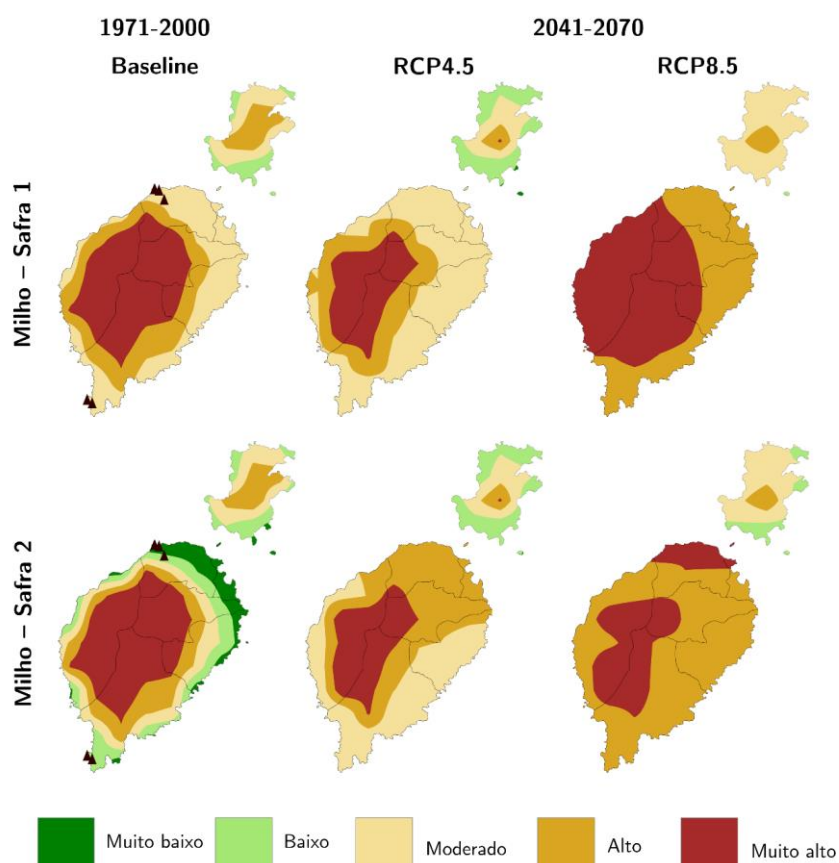 1971-2000
2041-2070
Baseline
RCP4.5
RCP8.5
Milho – Safra 1
Milho – Safra 2
Muito baixo
Baixo
Moderado
Alto
Muito alto